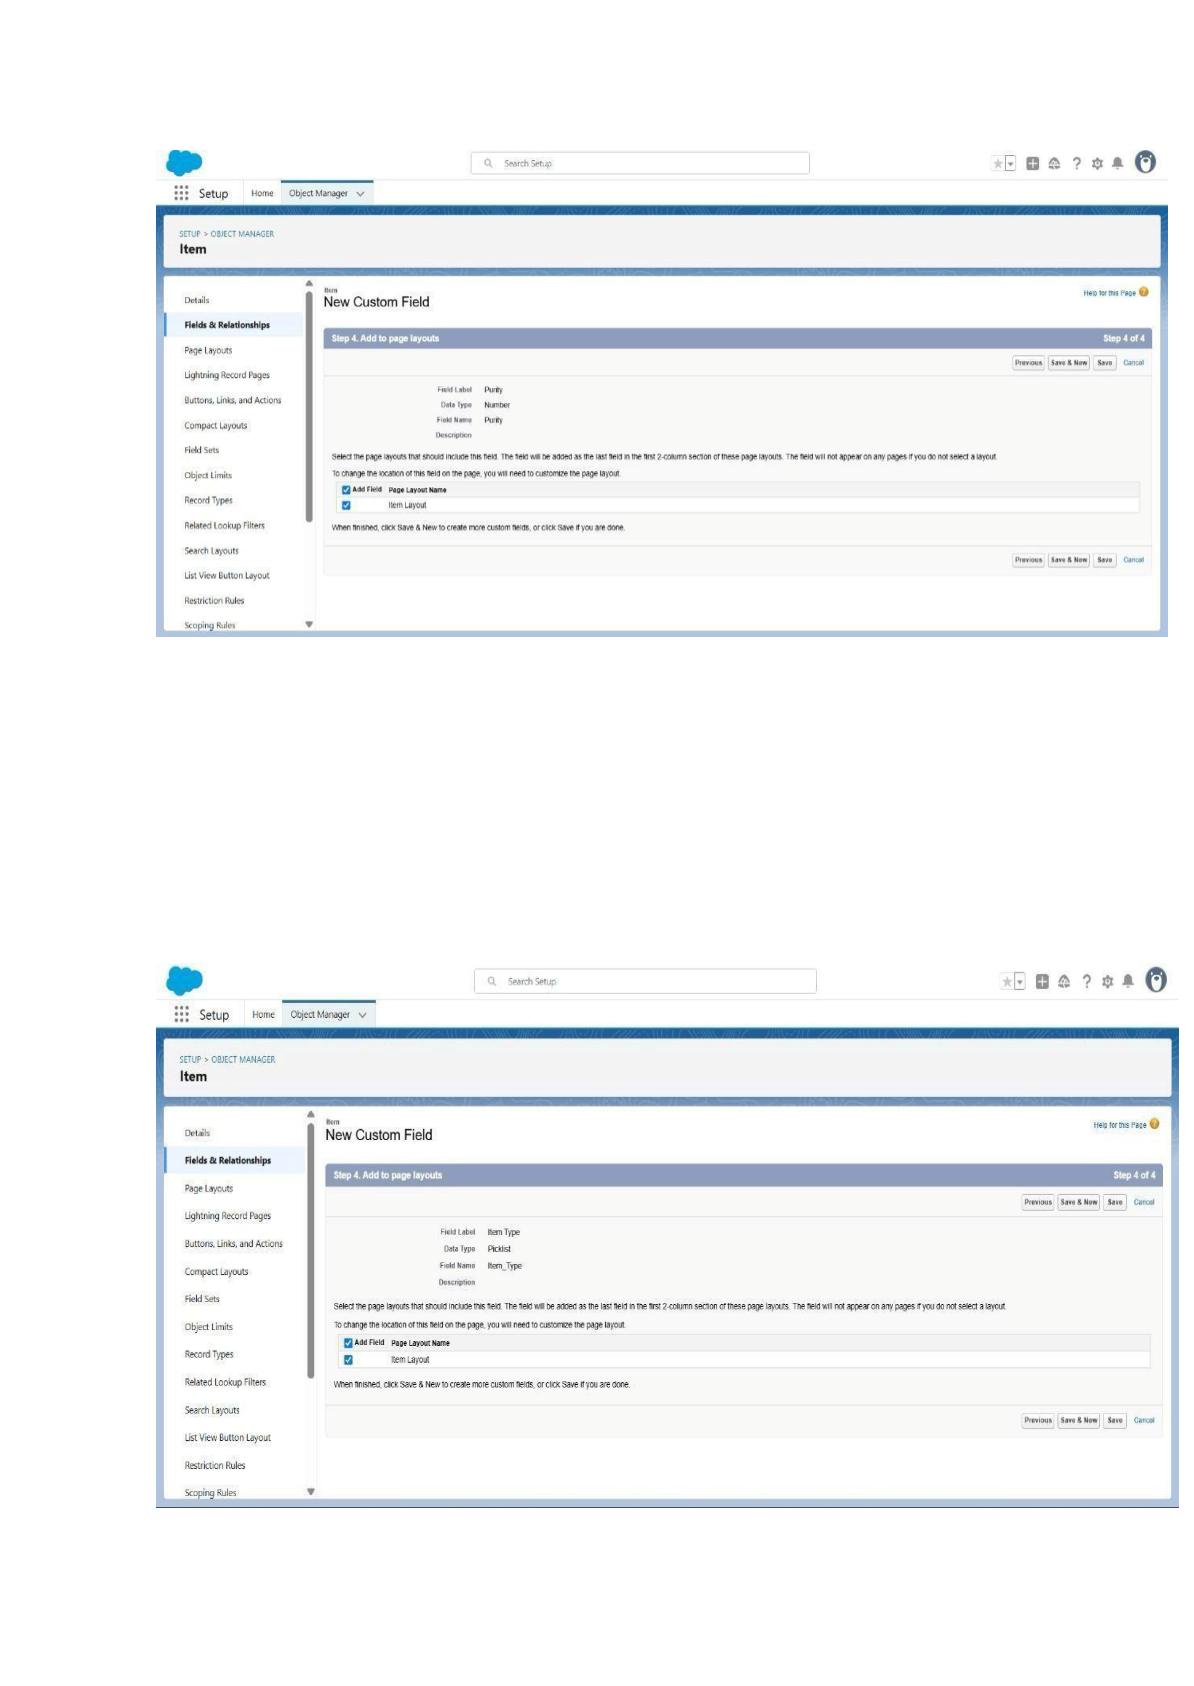 Search Setup
Setup Home Object Manager
SETUP > OBJECT MANAGER
Item
Details
Fields & Relationships
Page Layouts
Lightning Record Pages
Buttons, Links, and Actions
Compact Layouts
Field Sets
Object Limits
Record Types
Related Lookup Filters
Search Layouts
List View Button Layout
Restriction Rules
Scoping Rules
Item
New Custom Field
Help for this Page
Step 4. Add to page layouts Step 4 of 4
Previous Save & New Save Cancel
Field Label Purity
Data Type Number
Field Name Purity
Description
Select the page layouts that should include this field. The field will be added as the last field in the first 2-column section of these page layouts. The field will not appear on any pages if you do not select a layout.
To change the location of this field on the page, you will need to customize the page layout.
Add Field Page Layout Name
Item Layout
When finished, click Save & New to create more custom fields, or click Save if you are done.
Previous Save & New Save Cancel
Search Setup
Setup Home Object Manager
SETUP > OBJECT MANAGER
Item
Details
Fields & Relationships
Page Layouts
Lightning Record Pages
Buttons, Links, and Actions
Compact Layouts
Field Sets
Object Limits
Record Types
Related Lookup Filters
Search Layouts
List View Button Layout
Restriction Rules
Scoping Rules
Item
New Custom Field
Help for this Page
Step 4. Add to page layouts Step 4 of 4
Previous Save & New Save Cancel
Field Label Item Type
Data Type Picklist
Field Name Item_Type
Description
Select the page layouts that should include this field. The field will be added as the last field in the first 2-column section of these page layouts. The field will not appear on any pages if you do not select a layout.
To change the location of this field on the page, you will need to customize the page layout.
Add Field Page Layout Name
Item Layout
When finished, click Save & New to create more custom fields, or click Save if you are done.
Previous Save & New Save Cancel